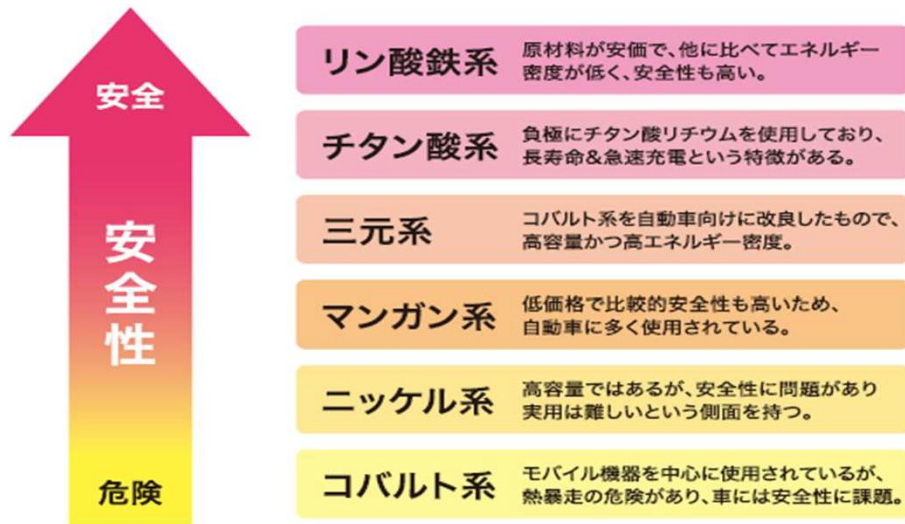 安全
安全性
危険
リン酸鉄系
原材料が安価で、他に比べてエネルギー
密度が低く、安全性も高い。
チタン酸系
負極にチタン酸リチウムを使用しており、
長寿命&急速充電という特徴がある。
三元系
コバルト系を自動車向けに改良したもので、
高容量かつ高エネルギー密度。
マンガン系
低価格で比較的安全性も高いため、
自動車に多く使用されている。
ニッケル系
高容量ではあるが、安全性に問題があり
実用は難しいという側面を持つ。
コバルト系
モバイル機器を中心に使用されているが、
熱暴走の危険があり、車には安全性に課題。